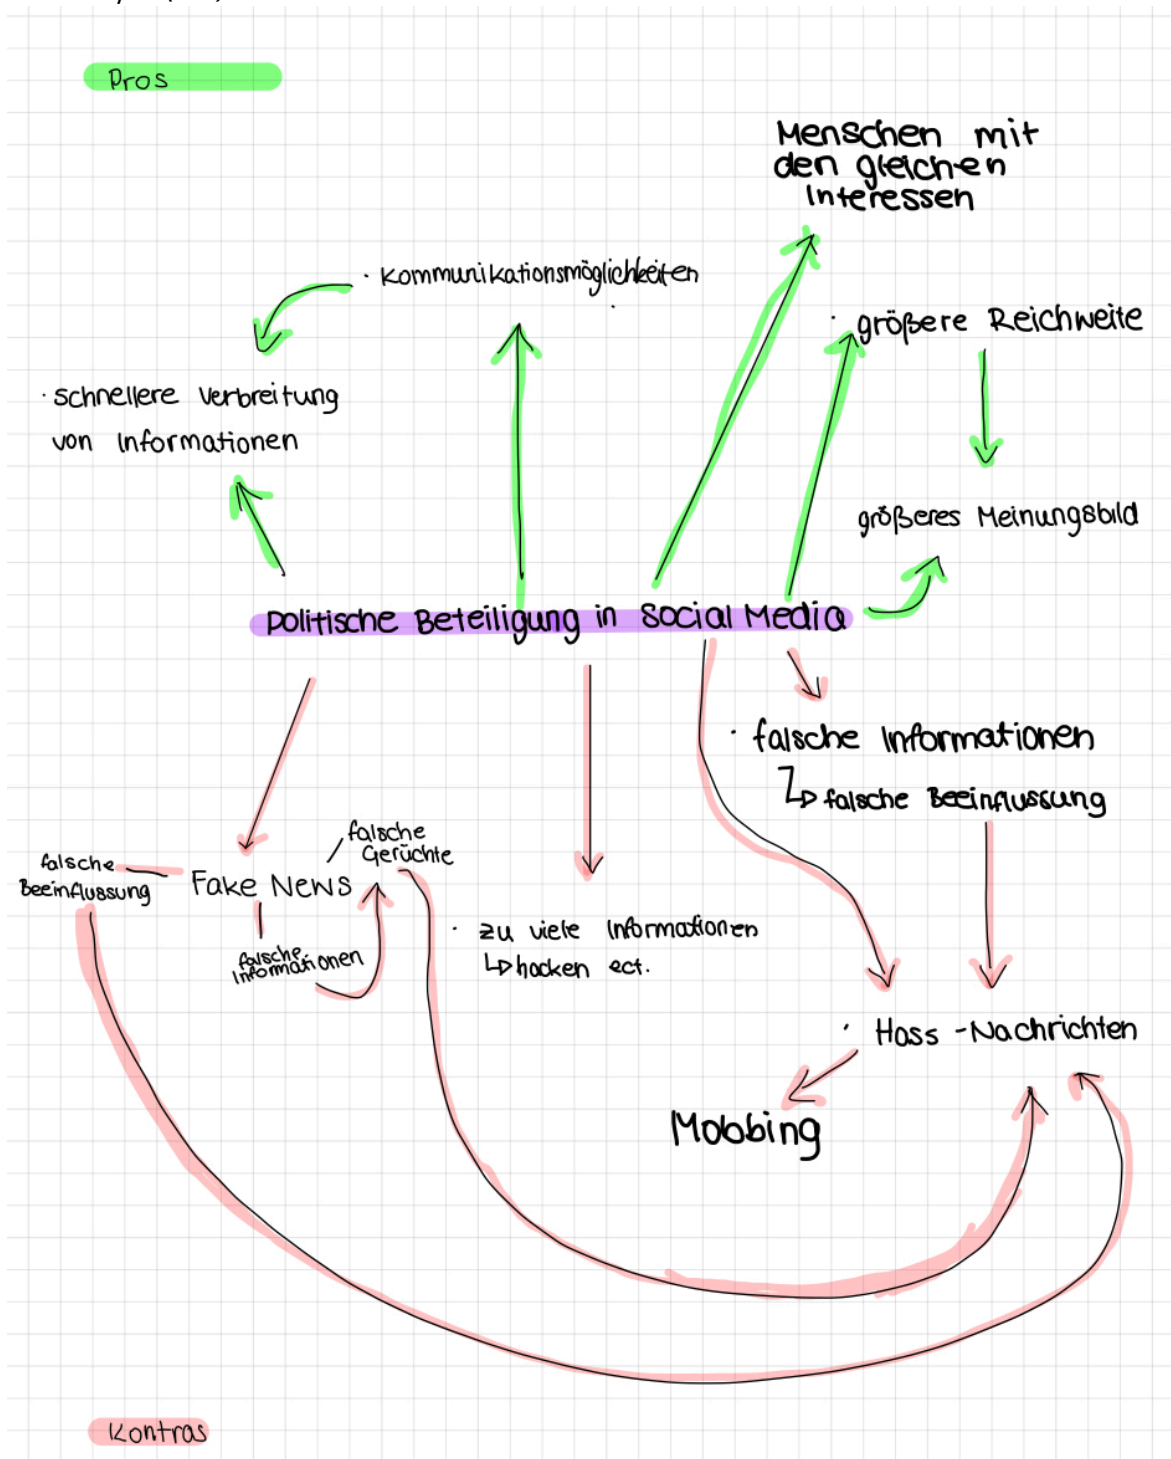 Pros
Menschen mit
den gleichen
Interessen
· Kommunikationsmöglichkeiten
· größere Reichweite
· schnellere Verbreitung
von Informationen
größeres Meinungsbild
Politische Beteiligung in Social Media
· falsche Informationen
↳ falsche Beeinflussung
falsche
Gerüchte
falsche
Beeinflussung
Fake News
falsche
Informationen
· zu viele Informationen
↳ hacken ect.
· Hass - Nachrichten
Mobbing
Kontras